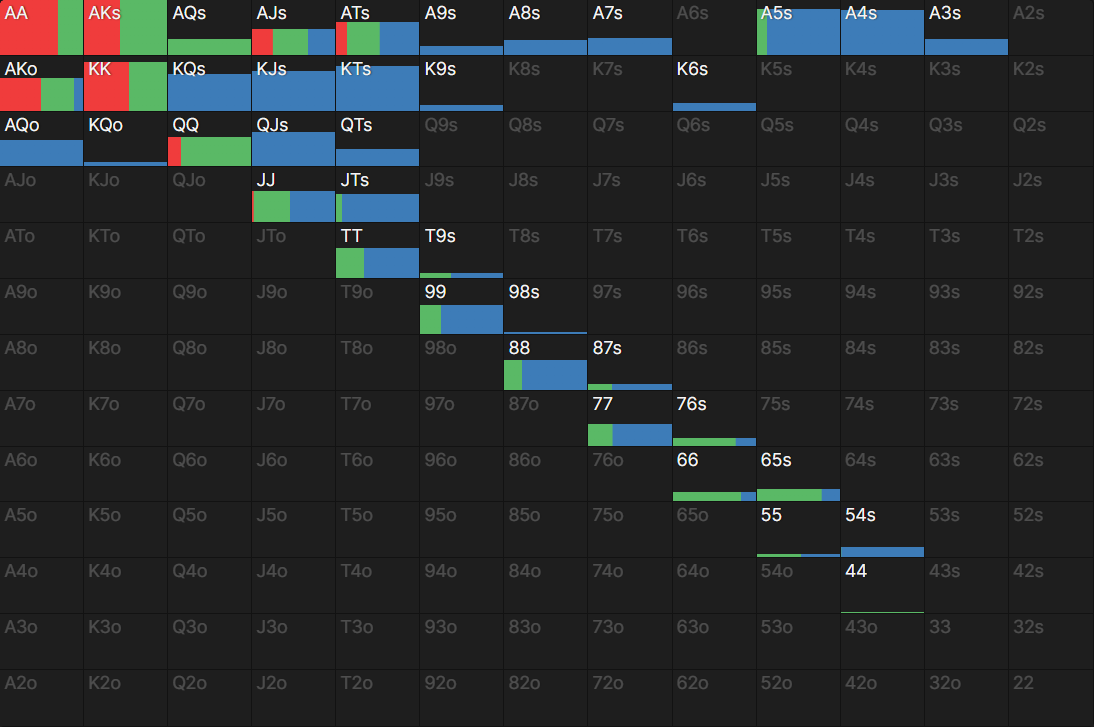 AA AKs AQs AJs ATs A9s A8s A7s A6s A5s A4s A3s A2s
AKo KK KQs KJs KTs K9s K8s K7s K6s K5s K4s K3s K2s
AQo KQo QQ QJs QTs Q9s Q8s Q7s Q6s Q5s Q4s Q3s Q2s
AJo KJo QJo JJ JTs J9s J8s J7s J6s J5s J4s J3s J2s
ATo KTo QTo JTo TT T9s T8s T7s T6s T5s T4s T3s T2s
A9o K9o Q9o J9o T9o 99 98s 97s 96s 95s 94s 93s 92s
A8o K8o Q8o J8o T8o 98o 88 87s 86s 85s 84s 83s 82s
A7o K7o Q7o J7o T7o 97o 87o 77 76s 75s 74s 73s 72s
A6o K6o Q6o J6o T6o 96o 86o 76o 66 65s 64s 63s 62s
A5o K5o Q5o J5o T5o 95o 85o 75o 65o 55 54s 53s 52s
A4o K4o Q4o J4o T4o 94o 84o 74o 64o 54o 44 43s 42s
A3o K3o Q3o J3o T3o 93o 83o 73o 63o 53o 43o 33 32s
A2o K2o Q2o J2o T2o 92o 82o 72o 62o 52o 42o 32o 22